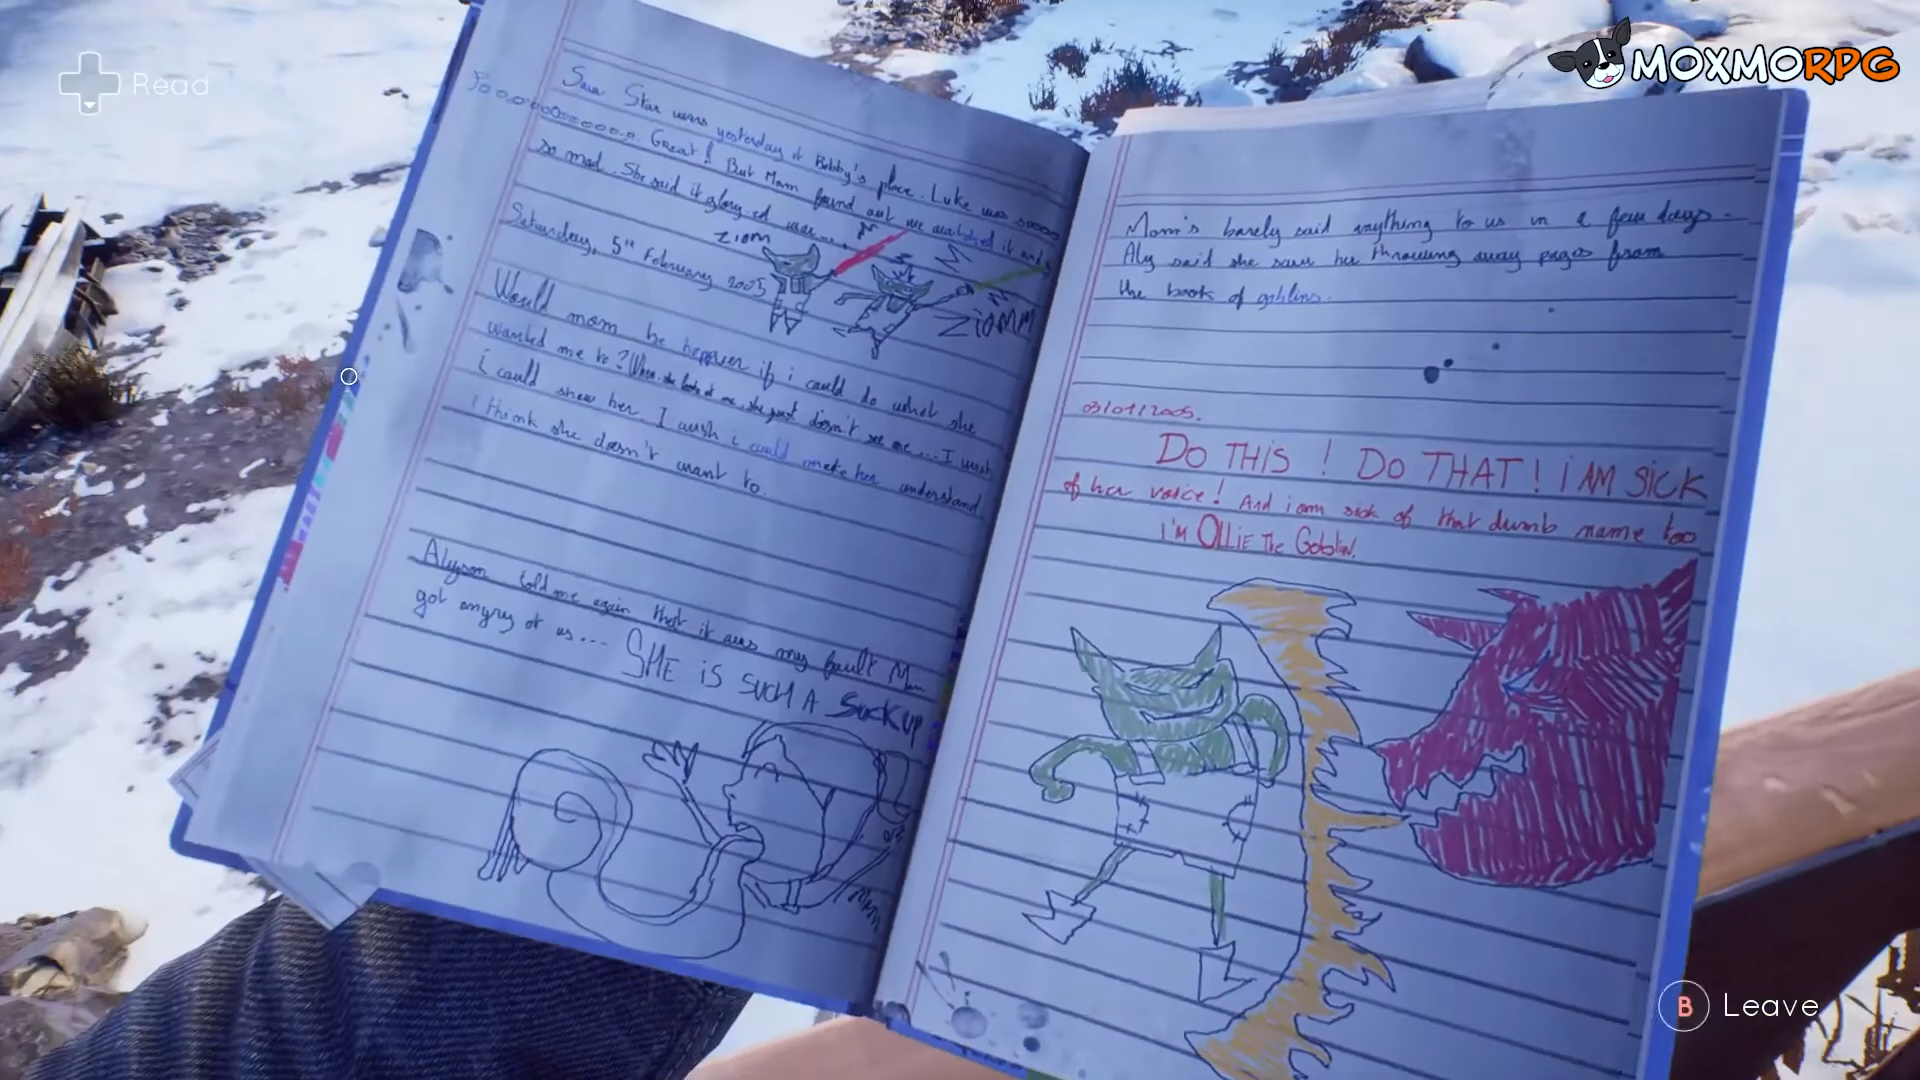 Read
MOXMORPG
Saw Star wars yesterday at Bobby's place. Luke was soooo
Sooooooooooooooo. Great! But Mom found out we watched it and
so mad. She said it glory-ed war...
Saturday, 5th February 2005
ZiOM
ZiOMM
Would mom be happier if i could do what she
wanted me to? When she looks at me, she just doesn't see me... I wish
i could show her. I wish i could make her understand
I think she doesn't want to.
Alyson told me again that it was my fault Mom
got angry at us... SHE iS SUCH A SUCKUP
Mom's barely said anything to us in a few days.
Aly said she saw her throwing away pages from
the book of goblins.
03/01/2005.
DO THIS! DO THAT! i AM SiCK
of her voice! And i am sick of that dumb name too
i'M OLLiE The Goblin!
B Leave